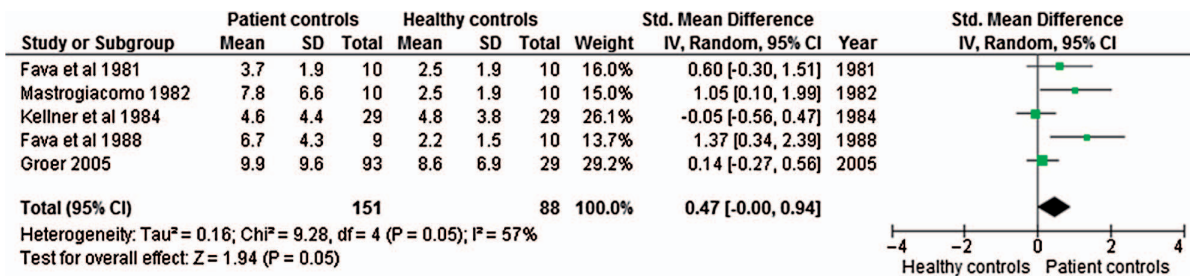 Patient controls Healthy controls Std. Mean Difference Std. Mean Difference
Study or Subgroup Mean SD Total Mean SD Total Weight IV, Random, 95% CI Year IV, Random, 95% CI
Fava et al 1981 3.7 1.9 10 2.5 1.9 10 16.0% 0.60 [-0.30, 1.51] 1981
Mastrogiacomo 1982 7.8 6.6 10 2.5 1.9 10 15.0% 1.05 [0.10, 1.99] 1982
Kellner et al 1984 4.6 4.4 29 4.8 3.8 29 26.1% -0.05 [-0.56, 0.47] 1984
Fava et al 1988 6.7 4.3 9 2.2 1.5 10 13.7% 1.37 [0.34, 2.39] 1988
Groer 2005 9.9 9.6 93 8.6 6.9 29 29.2% 0.14 [-0.27, 0.56] 2005
Total (95% CI) 151 88 100.0% 0.47 [-0.00, 0.94]
Heterogeneity: Tau² = 0.16; Chi² = 9.28, df = 4 (P = 0.05); I² = 57%
Test for overall effect: Z = 1.94 (P = 0.05)
-4 -2 0 2 4
Healthy controls Patient controls